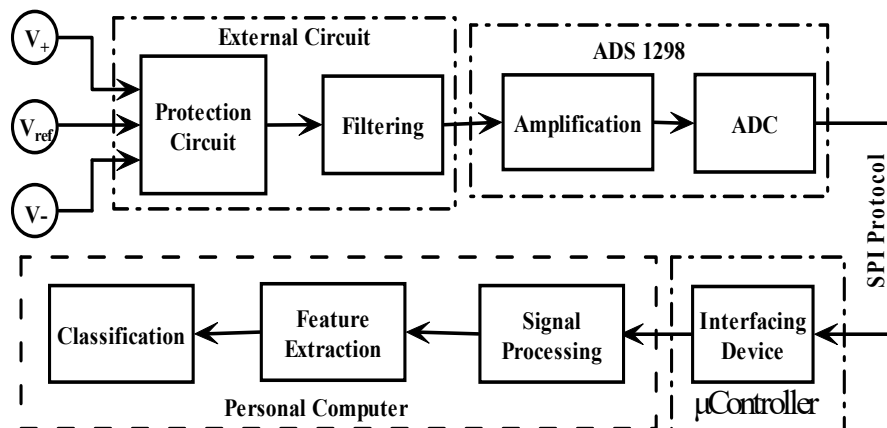 V+
External Circuit
ADS 1298
Protection
Circuit
Filtering
Amplification
ADC
Vref
V-
SPI Protocol
Classification
Feature
Extraction
Signal
Processing
Interfacing
Device
Personal Computer
µController